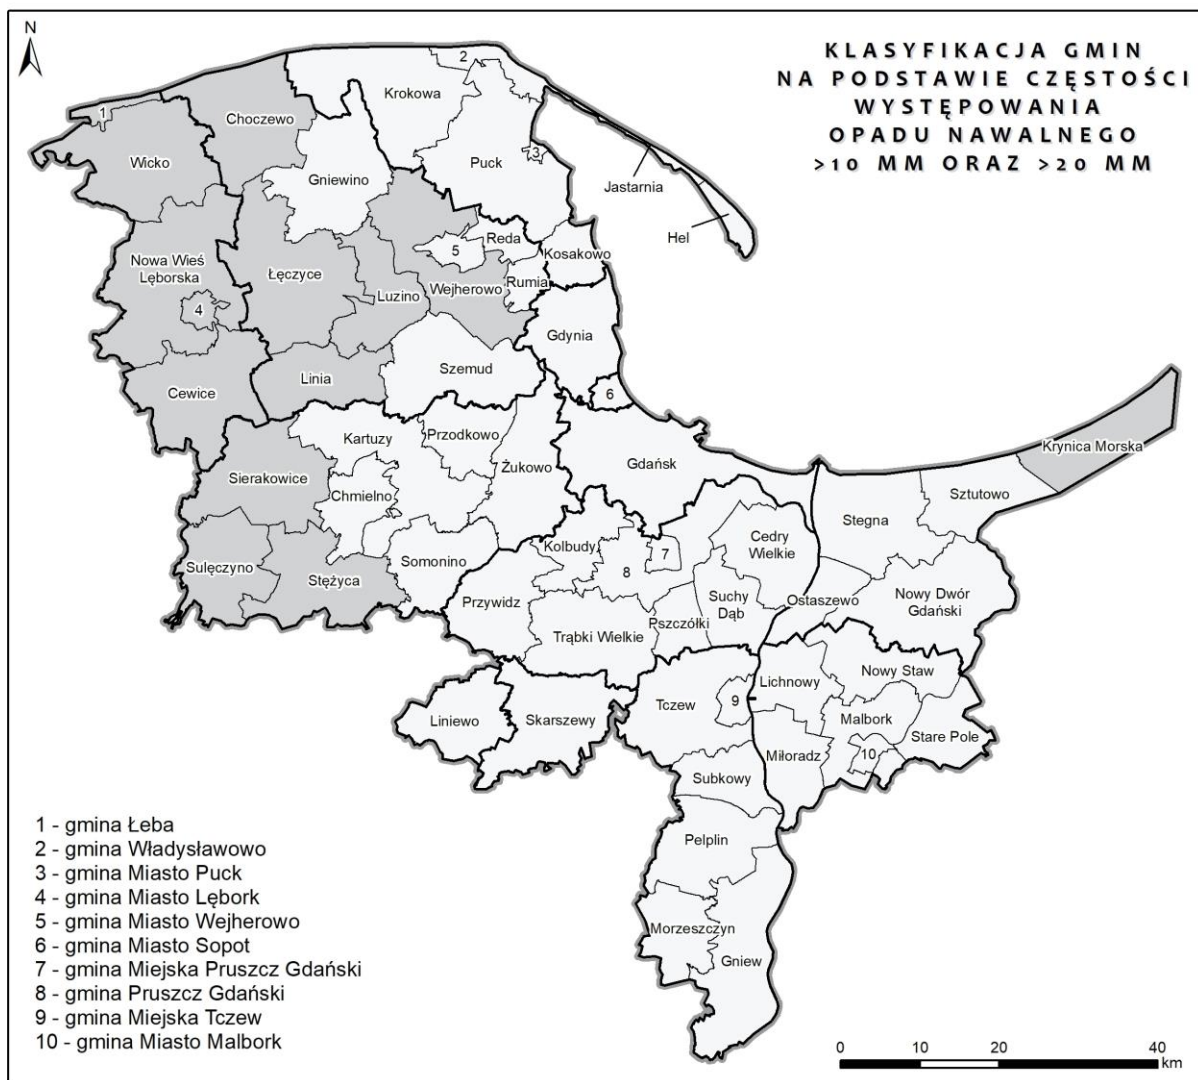 N
KLASYFIKACJA GMIN
NA PODSTAWIE CZĘSTOŚCI
WYSTĘPOWANIA
OPADU NAWALNEGO
>10 MM ORAZ >20 MM
2
Krokowa
1
Choczewo
Wicko
Puck
3
Gniewino
Jastarnia
Hel
Reda
5
Kosakowo
Nowa Wieś
Lęborska
Łęczyce
Luzino
Wejherowo
Rumia
4
Gdynia
Szemud
Linia
Cewice
6
Kartuzy
Przodkowo
Krynica Morska
Sierakowice
Żukowo
Gdańsk
Chmielno
Sztutowo
Stegna
Cedry
Wielkie
Kolbudy
7
8
Somonino
Sulęczyno
Stężyca
Przywidz
Suchy
Dąb
Ostaszewo
Nowy Dwór
Gdański
Pszczółki
Trąbki Wielkie
Lichnowy
Nowy Staw
Tczew
9
Liniewo
Skarszewy
Malbork
Stare Pole
Miłoradz
10
Subkowy
Pelplin
Morzeszczyn
Gniew
1 - gmina Łeba
2 - gmina Władysławowo
3 - gmina Miasto Puck
4 - gmina Miasto Lębork
5 - gmina Miasto Wejherowo
6 - gmina Miasto Sopot
7 - gmina Miejska Pruszcz Gdański
8 - gmina Pruszcz Gdański
9 - gmina Miejska Tczew
10 - gmina Miasto Malbork
0 10 20 40
km